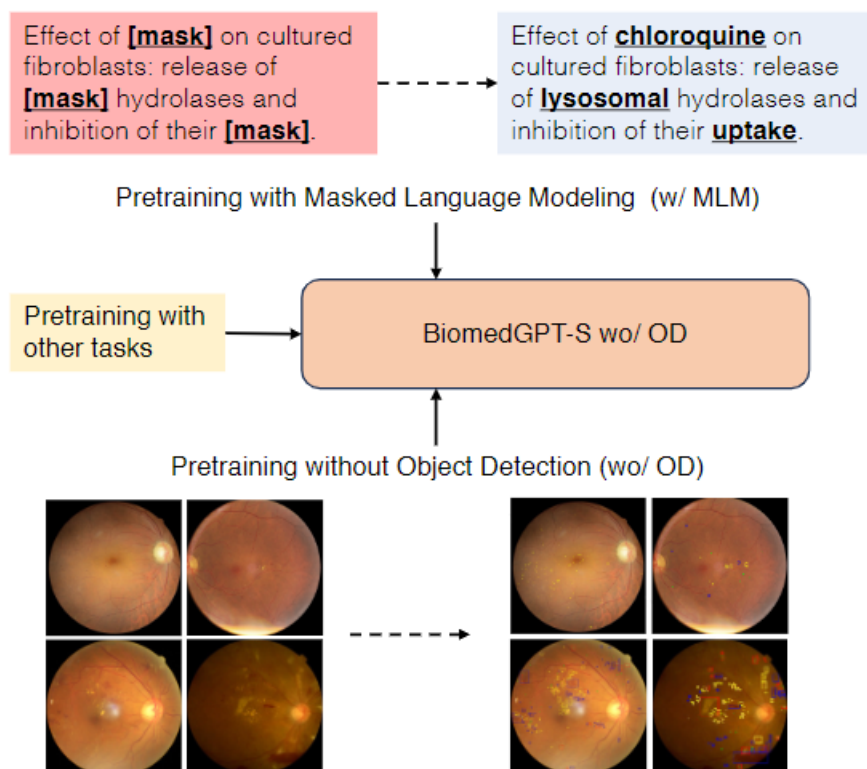 Effect of [mask] on cultured
fibroblasts: release of
[mask] hydrolases and
inhibition of their [mask].
Effect of chloroquine on
cultured fibroblasts: release
of lysosomal hydrolases and
inhibition of their uptake.
Pretraining with Masked Language Modeling (w/ MLM)
Pretraining with
other tasks
BiomedGPT-S wo/ OD
Pretraining without Object Detection (wo/ OD)